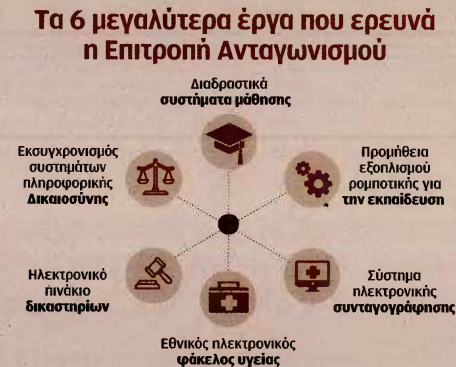 Τα 6 μεγαλύτερα έργα που ερευνά
η Επιτροπή Ανταγωνισμού
Διαδραστικά
συστήματα μάθησης
Εκσυγχρονισμός
συστημάτων
πληροφορικής
Δικαιοσύνης
Προμήθεια
εξοπλισμού
ρομποτικής για
την εκπαίδευση
Ηλεκτρονικό
πινάκιο
δικαστηρίων
Σύστημα
ηλεκτρονικής
συνταγογράφησης
Εθνικός ηλεκτρονικός
φάκελος υγείας